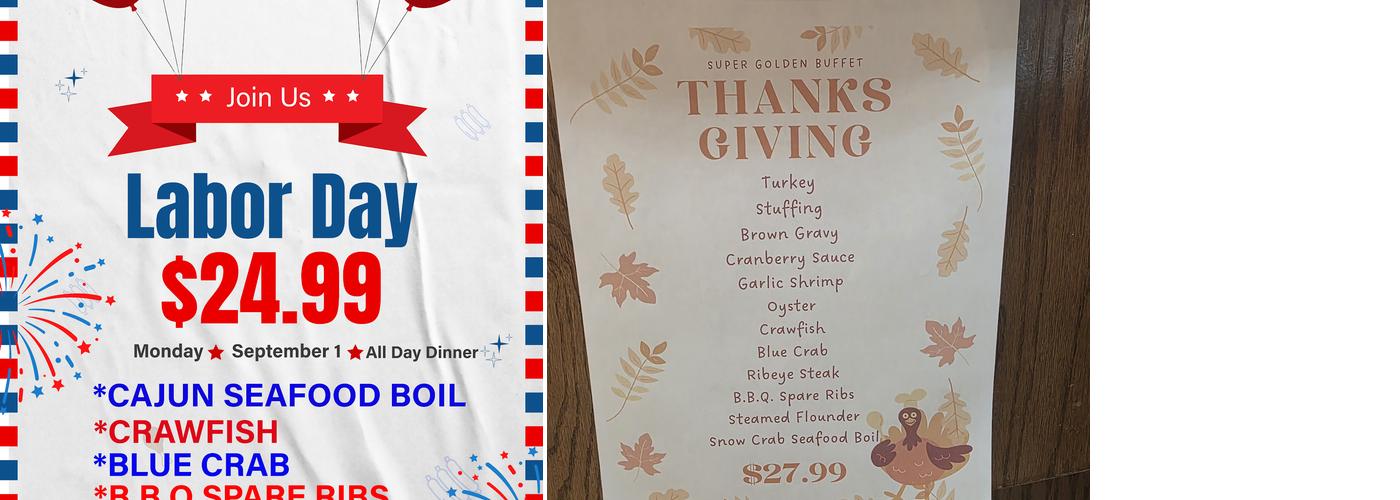 Join Us
Labor Day
$24.99
Monday ★ September 1 ★ All Day Dinner
*CAJUN SEAFOOD BOIL
*CRAWFISH
*BLUE CRAB
*B.B.Q SPARE RIBS
SUPER GOLDEN BUFFET
THANKS
GIVING
Turkey
Stuffing
Brown Gravy
Cranberry Sauce
Garlic Shrimp
Oyster
Crawfish
Blue Crab
Ribeye Steak
B.B.Q. Spare Ribs
Steamed Flounder
Snow Crab Seafood Boil
$27.99